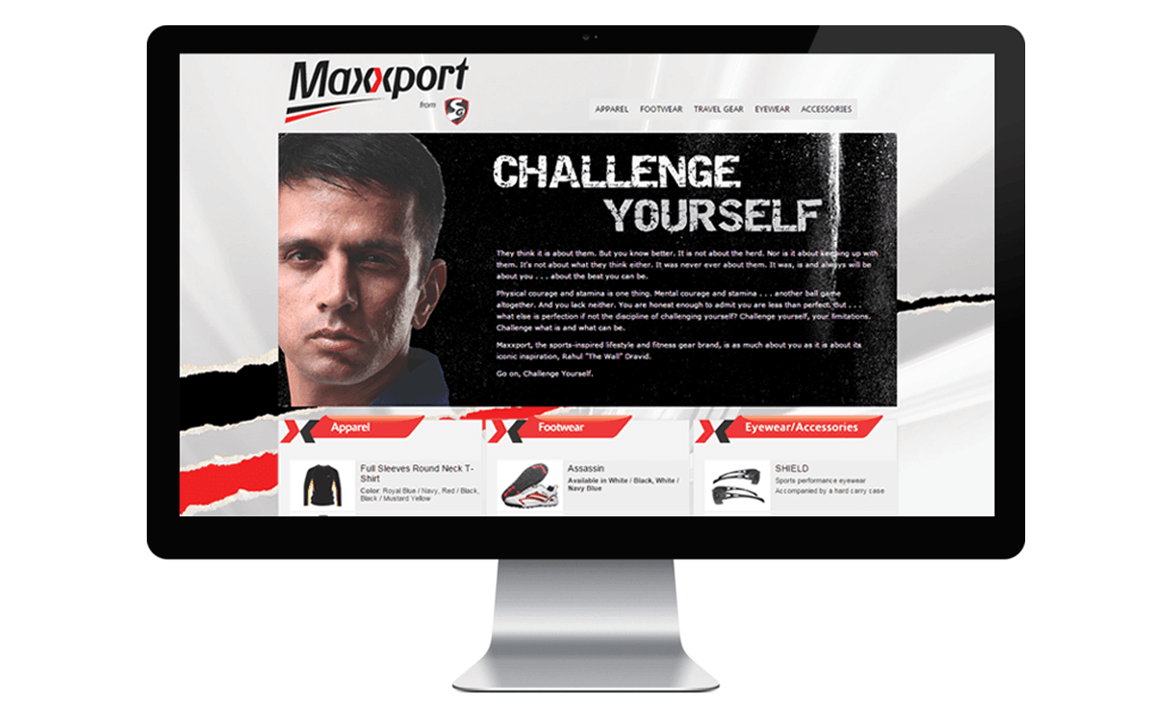 Maxxport
from
SG
APPAREL FOOTWEAR TRAVEL GEAR EYEWEAR ACCESSORIES
CHALLENGE
YOURSELF
They think it is about them. But you know better. It is not about the herd. Nor is it about keeping up with
them. It's not about what they think either. It was never ever about them. It was, is and always will be
about you . . . about the best you can be.
Physical courage and stamina is one thing. Mental courage and stamina . . . another ball game
altogether. And you lack neither. You are honest enough to admit you are less than perfect. But . . .
what else is perfection if not the discipline of challenging yourself? Challenge yourself, your limitations.
Challenge what is and what can be.
Maxxport, the sports-inspired lifestyle and fitness gear brand, is as much about you as it is about its
iconic inspiration, Rahul "The Wall" Dravid.
Go on, Challenge Yourself.
Apparel
Full Sleeves Round Neck T-
Shirt
Color: Royal Blue / Navy, Red / Black,
Black / Mustard Yellow
Footwear
Assassin
Available in White / Black, White /
Navy Blue
Eyewear/Accessories
SHIELD
Sports performance eyewear
Accompanied by a hard carry case